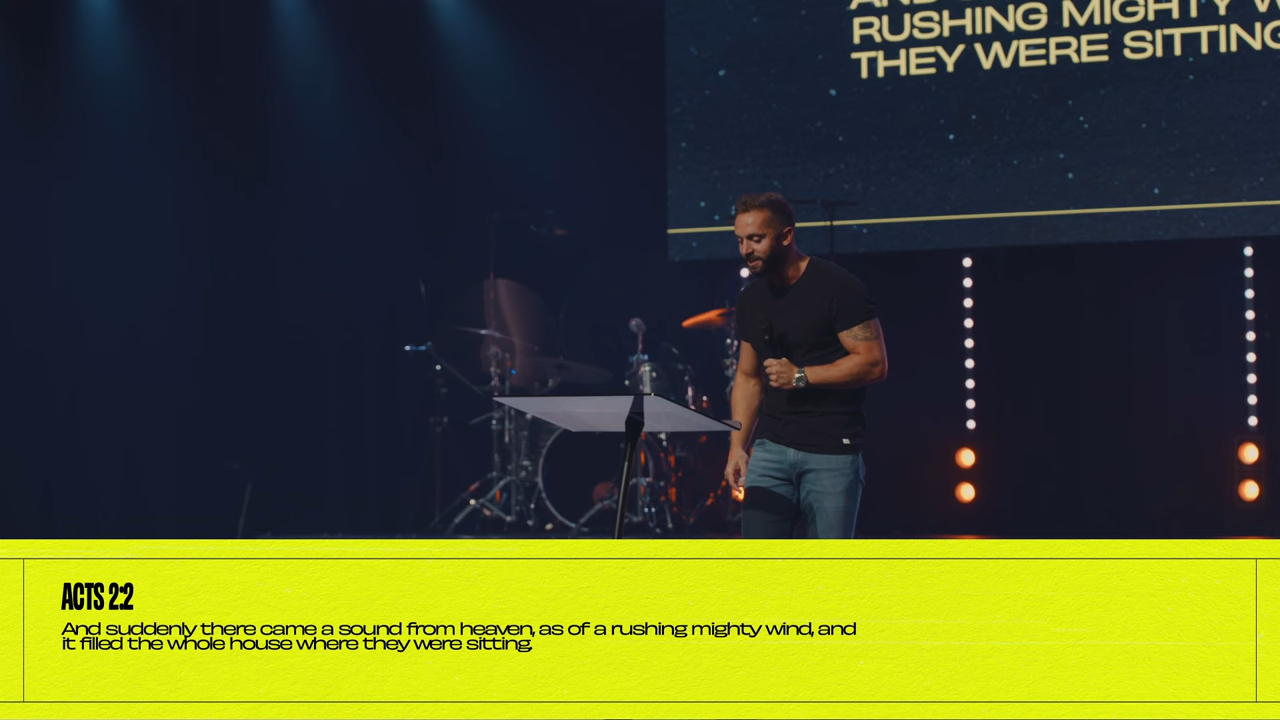 RUSHING MIGHTY
THEY WERE SITTING
ACTS 2:2
And suddenly there came a sound from heaven, as of a rushing mighty wind, and
it filled the whole house where they were sitting.